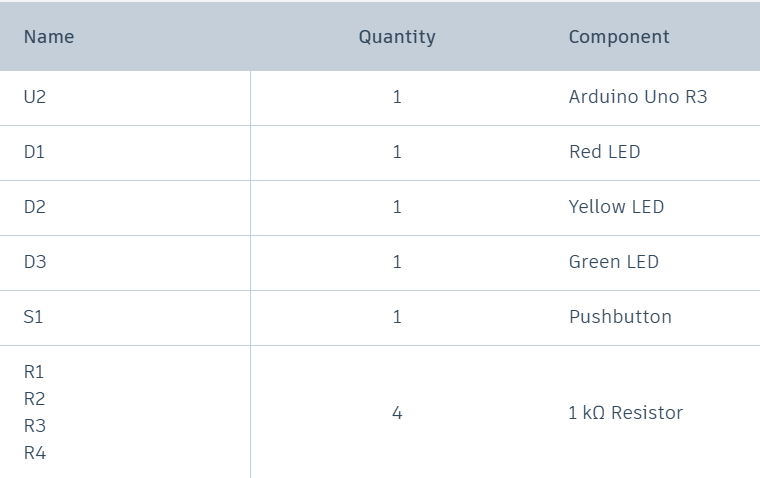 Name Quantity Component
U2 1 Arduino Uno R3
D1 1 Red LED
D2 1 Yellow LED
D3 1 Green LED
S1 1 Pushbutton
R1
R2
R3
R4
4 1 kΩ Resistor